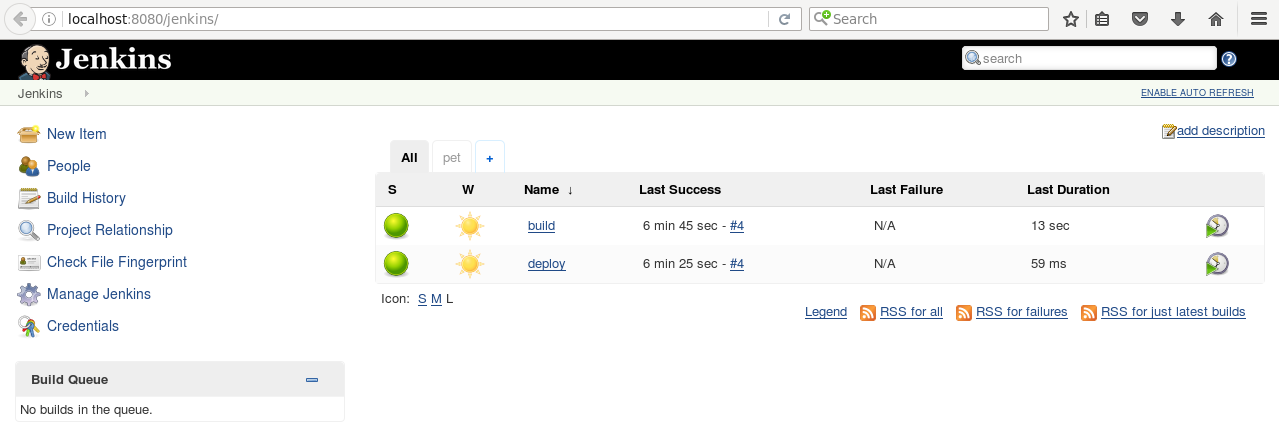 localhost:8080/jenkins/ Search
Jenkins search
Jenkins ENABLE AUTO REFRESH
New Item
People
Build History
Project Relationship
Check File Fingerprint
Manage Jenkins
Credentials
Build Queue
No builds in the queue.
add description
All pet +
S W Name ↓ Last Success Last Failure Last Duration
build 6 min 45 sec - #4 N/A 13 sec
deploy 6 min 25 sec - #4 N/A 59 ms
Icon: S M L
Legend RSS for all RSS for failures RSS for just latest builds